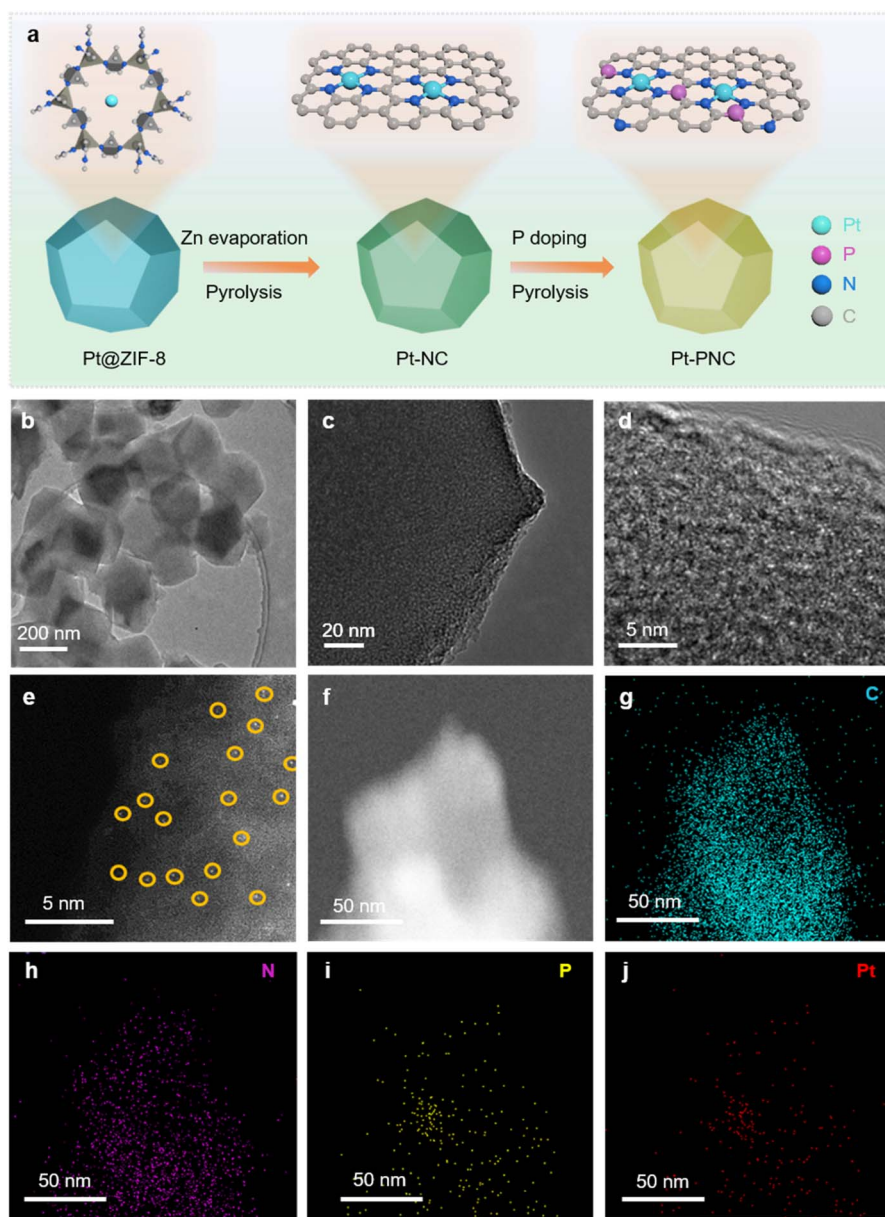 a
Zn evaporation
Pyrolysis
P doping
Pyrolysis
Pt
P
N
C
Pt@ZIF-8
Pt-NC
Pt-PNC
b
200 nm
c
20 nm
d
5 nm
e
5 nm
f
50 nm
g
C
50 nm
h
N
50 nm
i
P
50 nm
j
Pt
50 nm